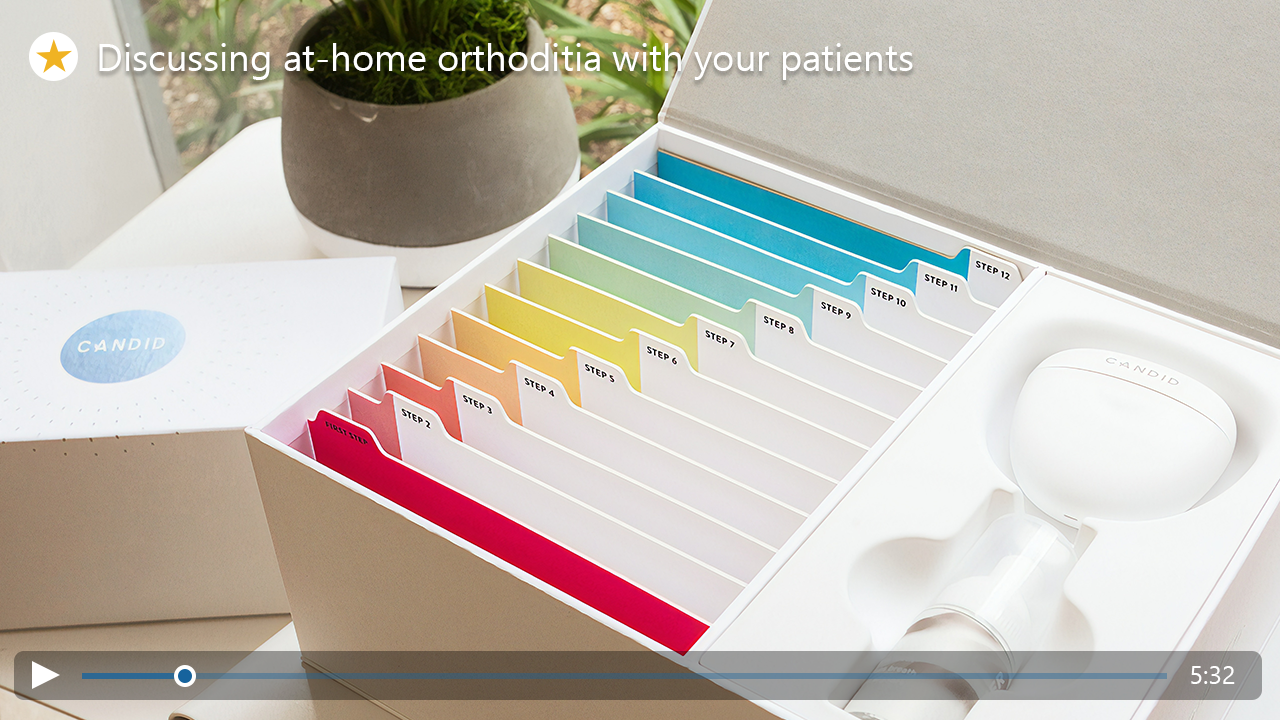 Discussing at-home orthoditia with your patients
CANDID
STEP 12
STEP 11
STEP 10
STEP 9
STEP 8
STEP 7
STEP 6
STEP 5
STEP 4
STEP 3
STEP 2
FIRST STEP
CANDID
5:32